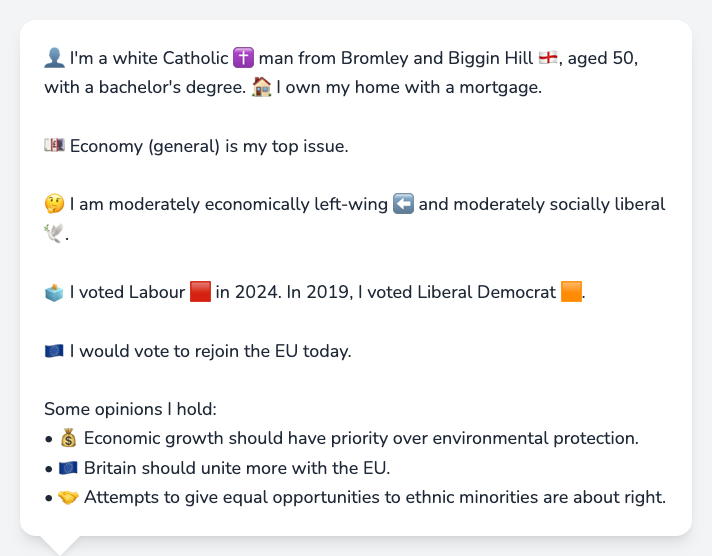 👤 I'm a white Catholic ✝️ man from Bromley and Biggin Hill 🏴󠁧󠁢󠁥󠁮󠁧󠁿, aged 50,
with a bachelor's degree. 🏠 I own my home with a mortgage.
💷 Economy (general) is my top issue.
🤔 I am moderately economically left-wing ⬅️ and moderately socially liberal
🕊️.
🗳️ I voted Labour 🟥 in 2024. In 2019, I voted Liberal Democrat 🟧.
🇪🇺 I would vote to rejoin the EU today.
Some opinions I hold:
• 💰 Economic growth should have priority over environmental protection.
• 🇪🇺 Britain should unite more with the EU.
• 🤝 Attempts to give equal opportunities to ethnic minorities are about right.